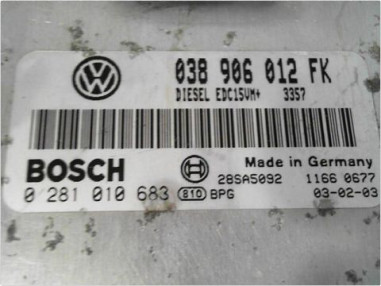 038 906 012 FK
DIESEL EDC15VM+ 3357
BOSCH
Made in Germany
28SA5092 1166 0677
0 281 010 683 810 BPG 03-02-03